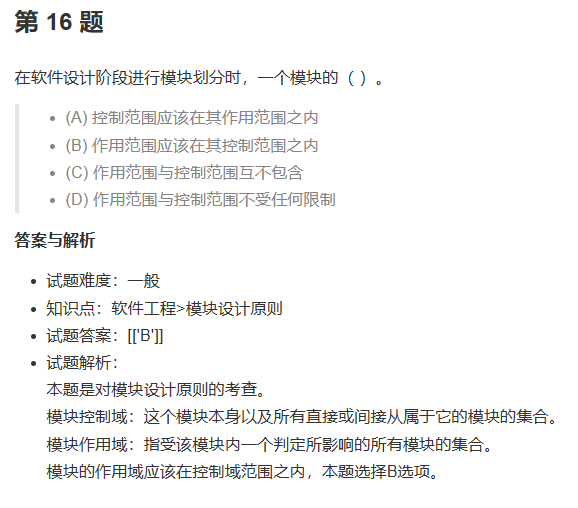 第 16 题
在软件设计阶段进行模块划分时，一个模块的（ ）。
(A) 控制范围应该在其作用范围之内
(B) 作用范围应该在其控制范围之内
(C) 作用范围与控制范围互不包含
(D) 作用范围与控制范围不受任何限制
答案与解析
试题难度：一般
知识点：软件工程>模块设计原则
试题答案：[['B']]
试题解析：
本题是对模块设计原则的考查。
模块控制域：这个模块本身以及所有直接或间接从属于它的模块的集合。
模块作用域：指受该模块内一个判定所影响的所有模块的集合。
模块的作用域应该在控制域范围之内，本题选择B选项。